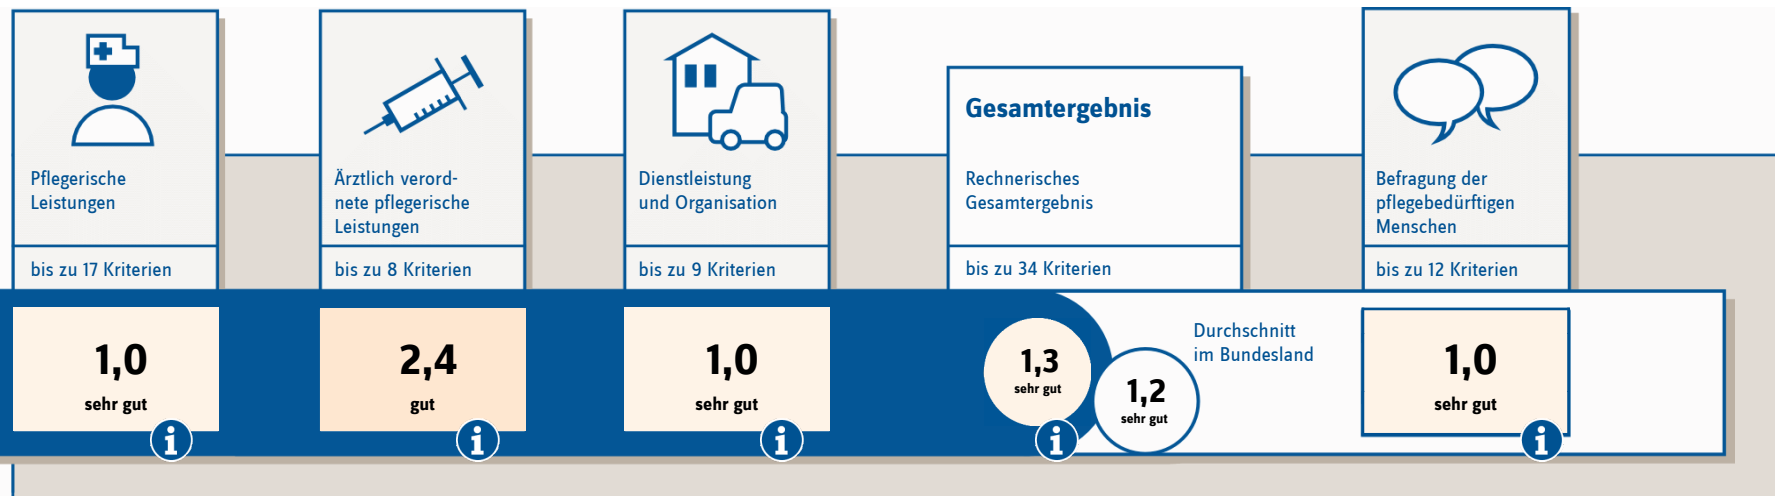 Pflegerische
Leistungen
bis zu 17 Kriterien
1,0
sehr gut
i
Ärztlich verord-
nete pflegerische
Leistungen
bis zu 8 Kriterien
2,4
gut
i
Dienstleistung
und Organisation
bis zu 9 Kriterien
1,0
sehr gut
i
Gesamtergebnis
Rechnerisches
Gesamtergebnis
bis zu 34 Kriterien
1,3
sehr gut
i
1,2
sehr gut
Durchschnitt
im Bundesland
Befragung der
pflegebedürftigen
Menschen
bis zu 12 Kriterien
1,0
sehr gut
i